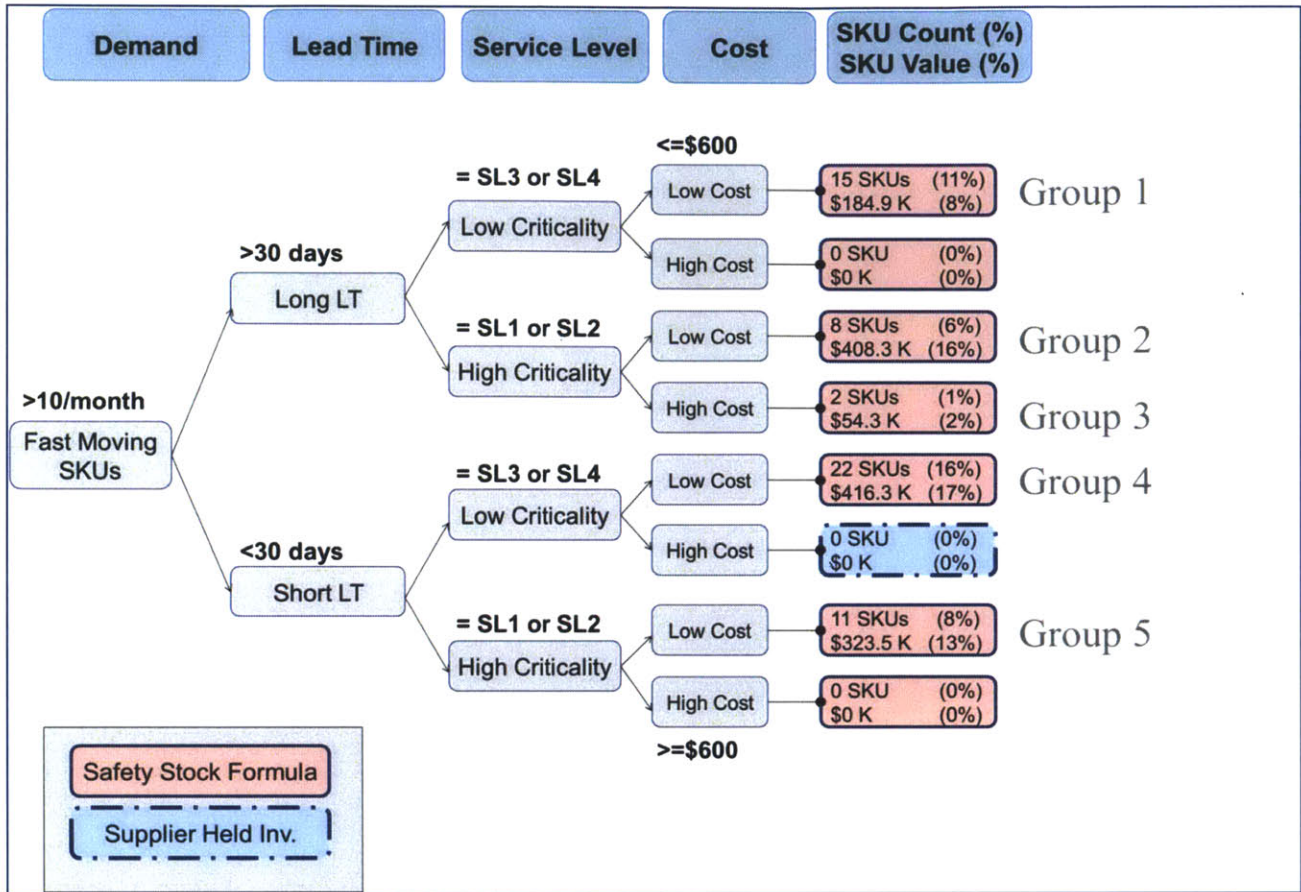 Demand
Lead Time
Service Level
Cost
SKU Count (%)
SKU Value (%)
<=$600
= SL3 or SL4
Low Cost
15 SKUs (11%)
$184.9 K (8%)
Group 1
Low Criticality
>30 days
High Cost
0 SKU (0%)
$0 K (0%)
Long LT
= SL1 or SL2
Low Cost
8 SKUs (6%)
$408.3 K (16%)
Group 2
High Criticality
>10/month
High Cost
2 SKUs (1%)
$54.3 K (2%)
Group 3
Fast Moving
SKUs
= SL3 or SL4
Low Cost
22 SKUs (16%)
$416.3 K (17%)
Group 4
Low Criticality
<30 days
High Cost
0 SKU (0%)
$0 K (0%)
Short LT
= SL1 or SL2
Low Cost
11 SKUs (8%)
$323.5 K (13%)
Group 5
High Criticality
High Cost
0 SKU (0%)
$0 K (0%)
>=$600
Safety Stock Formula
Supplier Held Inv.